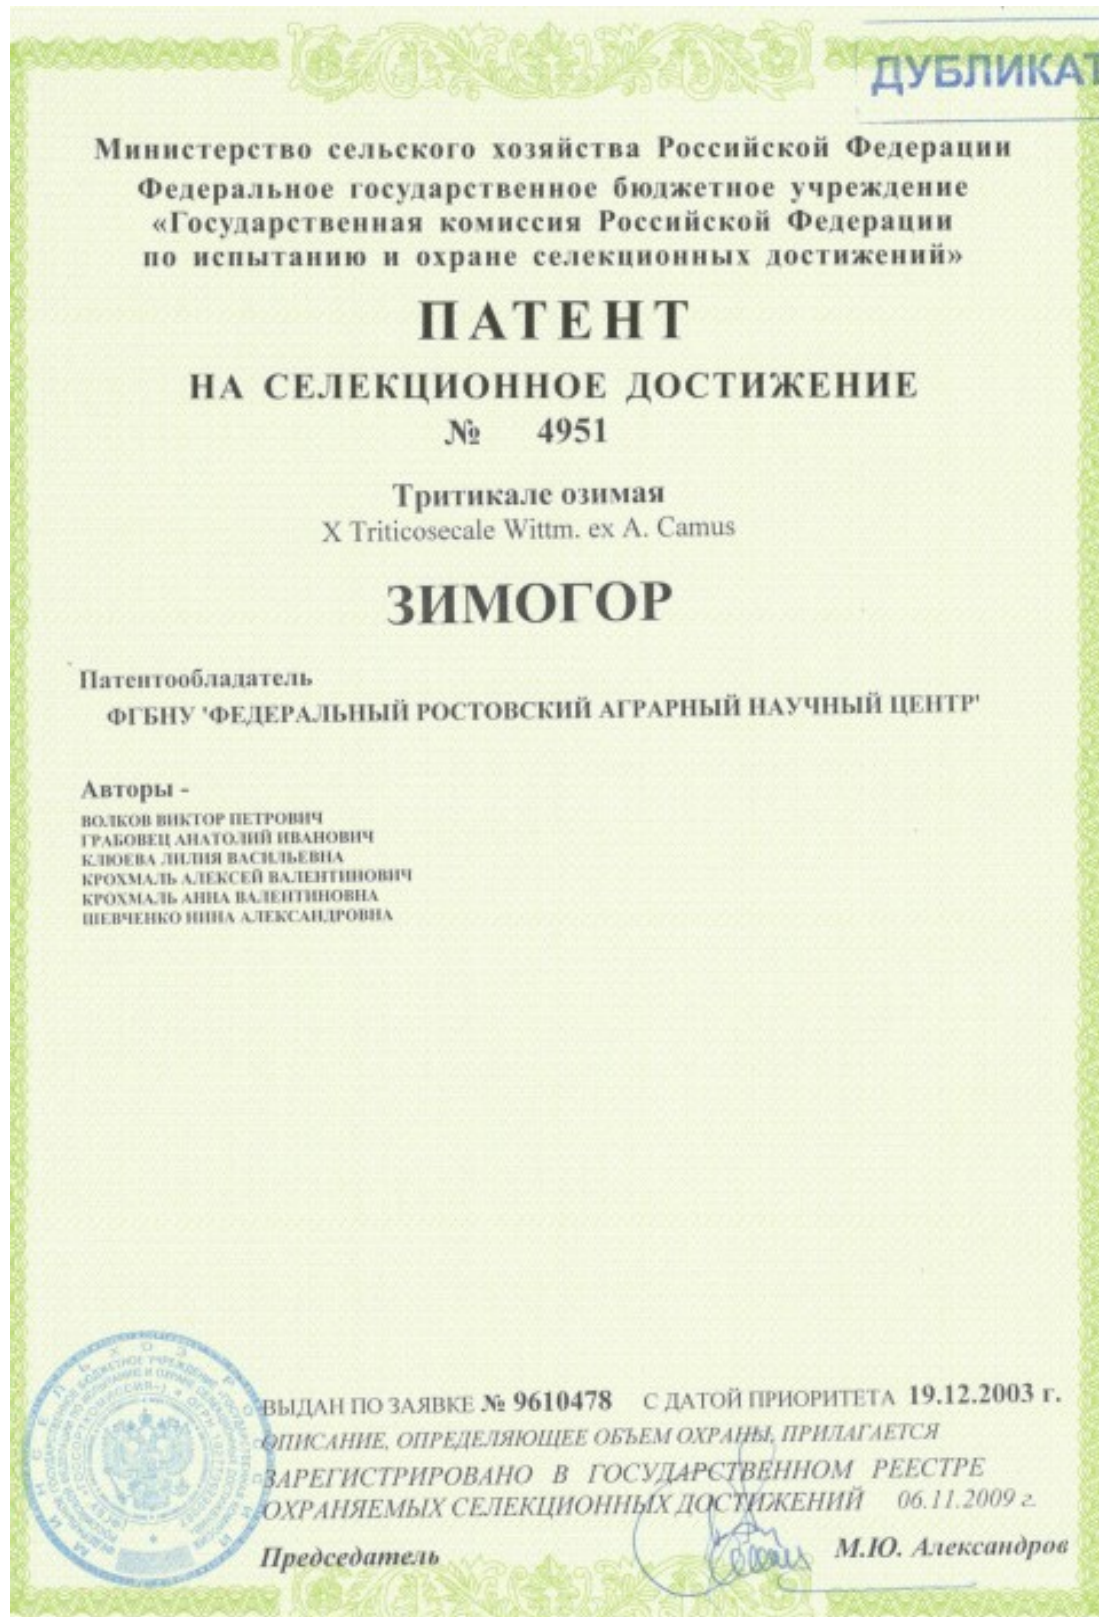 ДУБЛИКАТ
Министерство сельского хозяйства Российской Федерации
Федеральное государственное бюджетное учреждение
«Государственная комиссия Российской Федерации
по испытанию и охране селекционных достижений»
ПАТЕНТ
НА СЕЛЕКЦИОННОЕ ДОСТИЖЕНИЕ
№ 4951
Тритикале озимая
X Triticosecale Wittm. ex A. Camus
ЗИМОГОР
Патентообладатель
ФГБНУ 'ФЕДЕРАЛЬНЫЙ РОСТОВСКИЙ АГРАРНЫЙ НАУЧНЫЙ ЦЕНТР'
Авторы -
ВОЛКОВ ВИКТОР ПЕТРОВИЧ
ГРАБОВЕЦ АНАТОЛИЙ ИВАНОВИЧ
КЛЮЕВА ЛИЛИЯ ВАСИЛЬЕВНА
КРОХМАЛЬ АЛЕКСЕЙ ВАЛЕНТИНОВИЧ
КРОХМАЛЬ АННА ВАЛЕНТИНОВНА
ШЕВЧЕНКО НИНА АЛЕКСАНДРОВНА
ВЫДАН ПО ЗАЯВКЕ № 9610478 С ДАТОЙ ПРИОРИТЕТА 19.12.2003 г.
ОПИСАНИЕ, ОПРЕДЕЛЯЮЩЕЕ ОБЪЕМ ОХРАНЫ, ПРИЛАГАЕТСЯ
ЗАРЕГИСТРИРОВАНО В ГОСУДАРСТВЕННОМ РЕЕСТРЕ
ОХРАНЯЕМЫХ СЕЛЕКЦИОННЫХ ДОСТИЖЕНИЙ 06.11.2009 г.
Председатель М.Ю. Александров